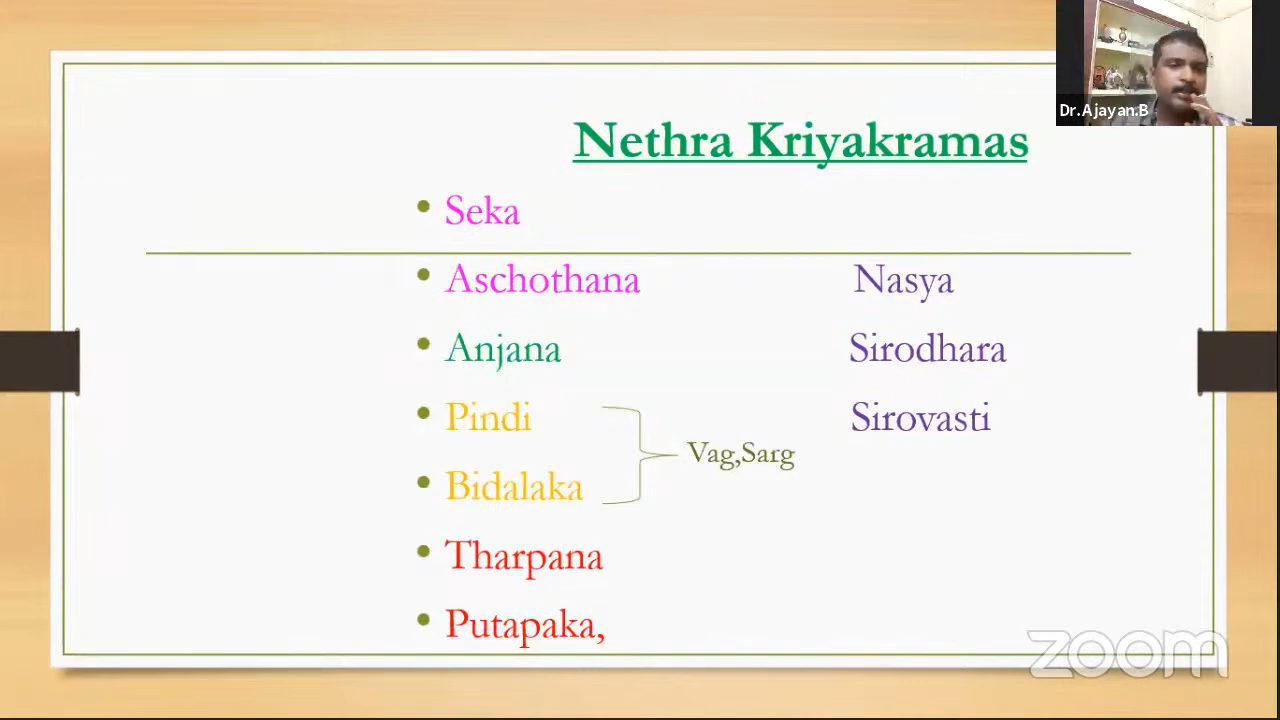 Dr.Ajayan.B
Nethra Kriyakramas
• Seka
• Aschothana Nasya
• Anjana Sirodhara
• Pindi Sirovasti
Vag,Sarg
• Bidalaka
• Tharpana
• Putapaka,
zoom